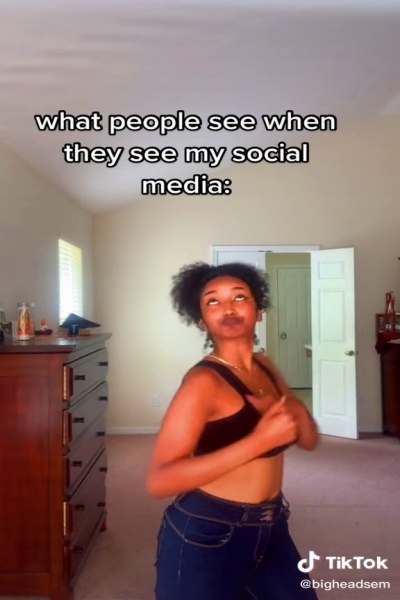 what people see when
they see my social
media:
TikTok
@bigheadsem